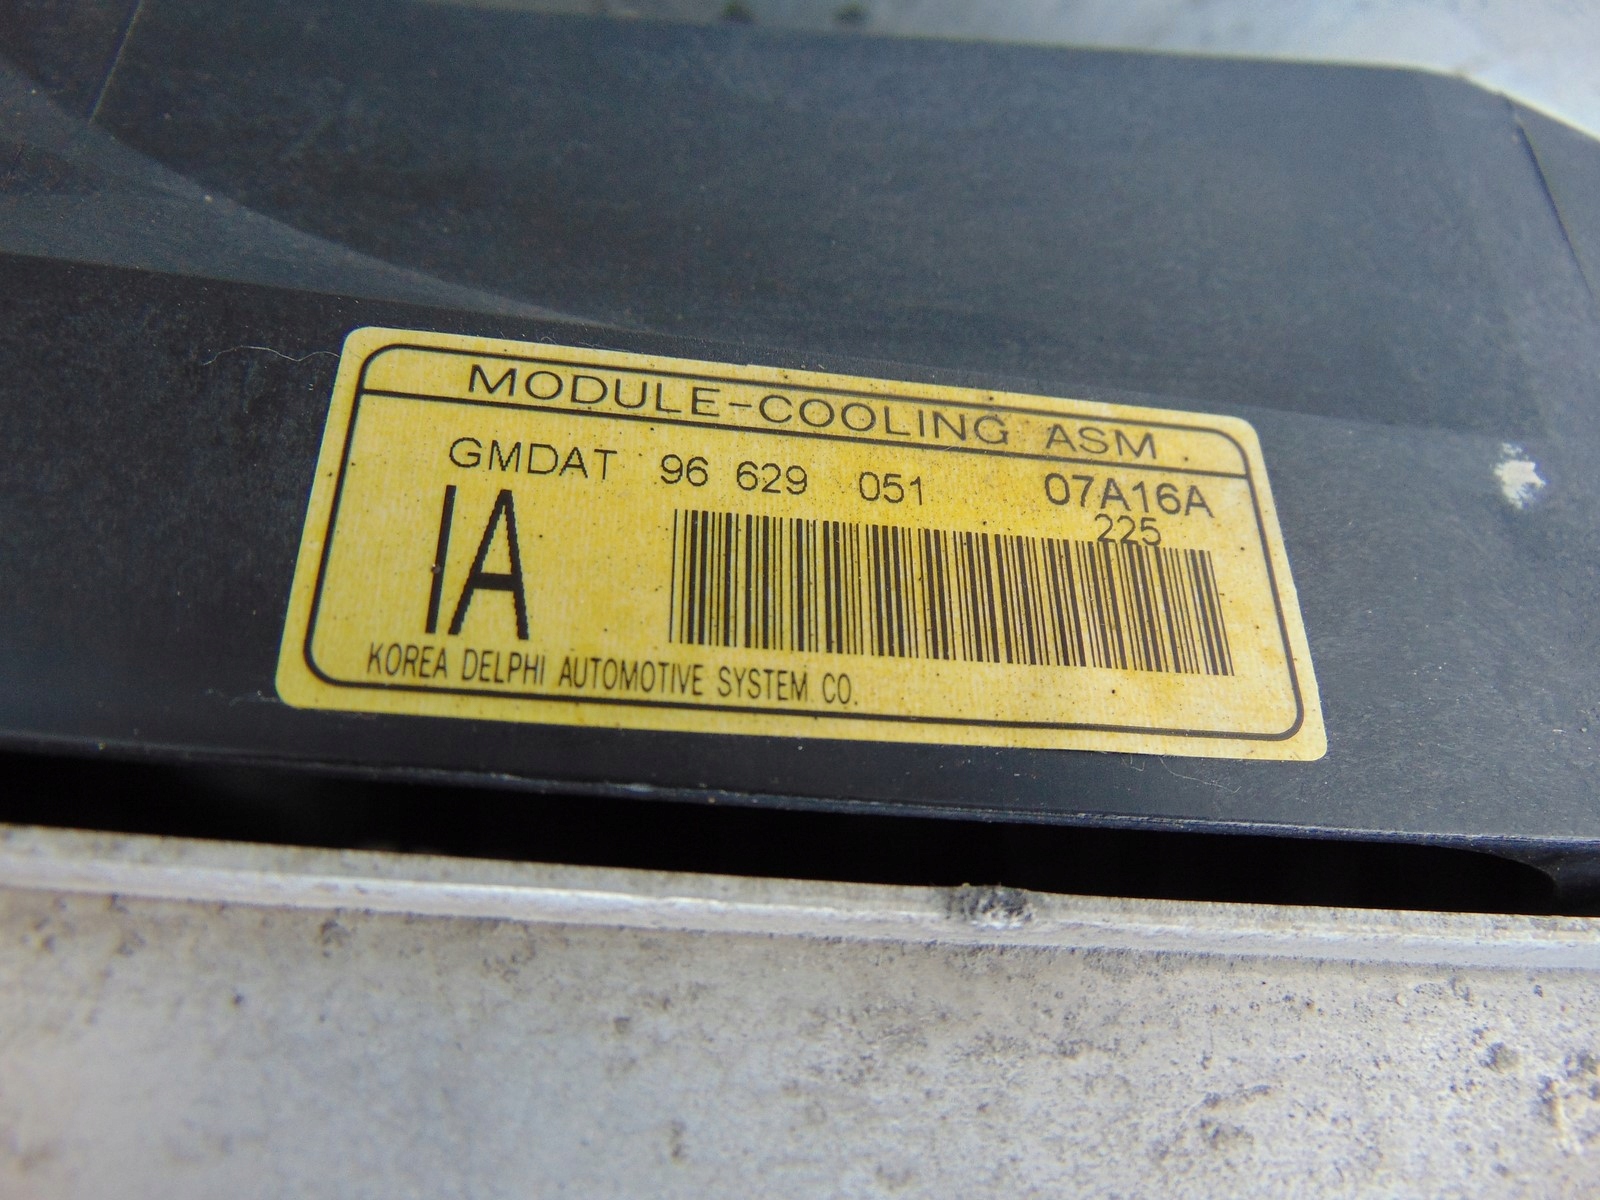 MODULE-COOLING ASM
GMDAT 96 629 051 07A16A
225
IA
KOREA DELPHI AUTOMOTIVE SYSTEM CO.